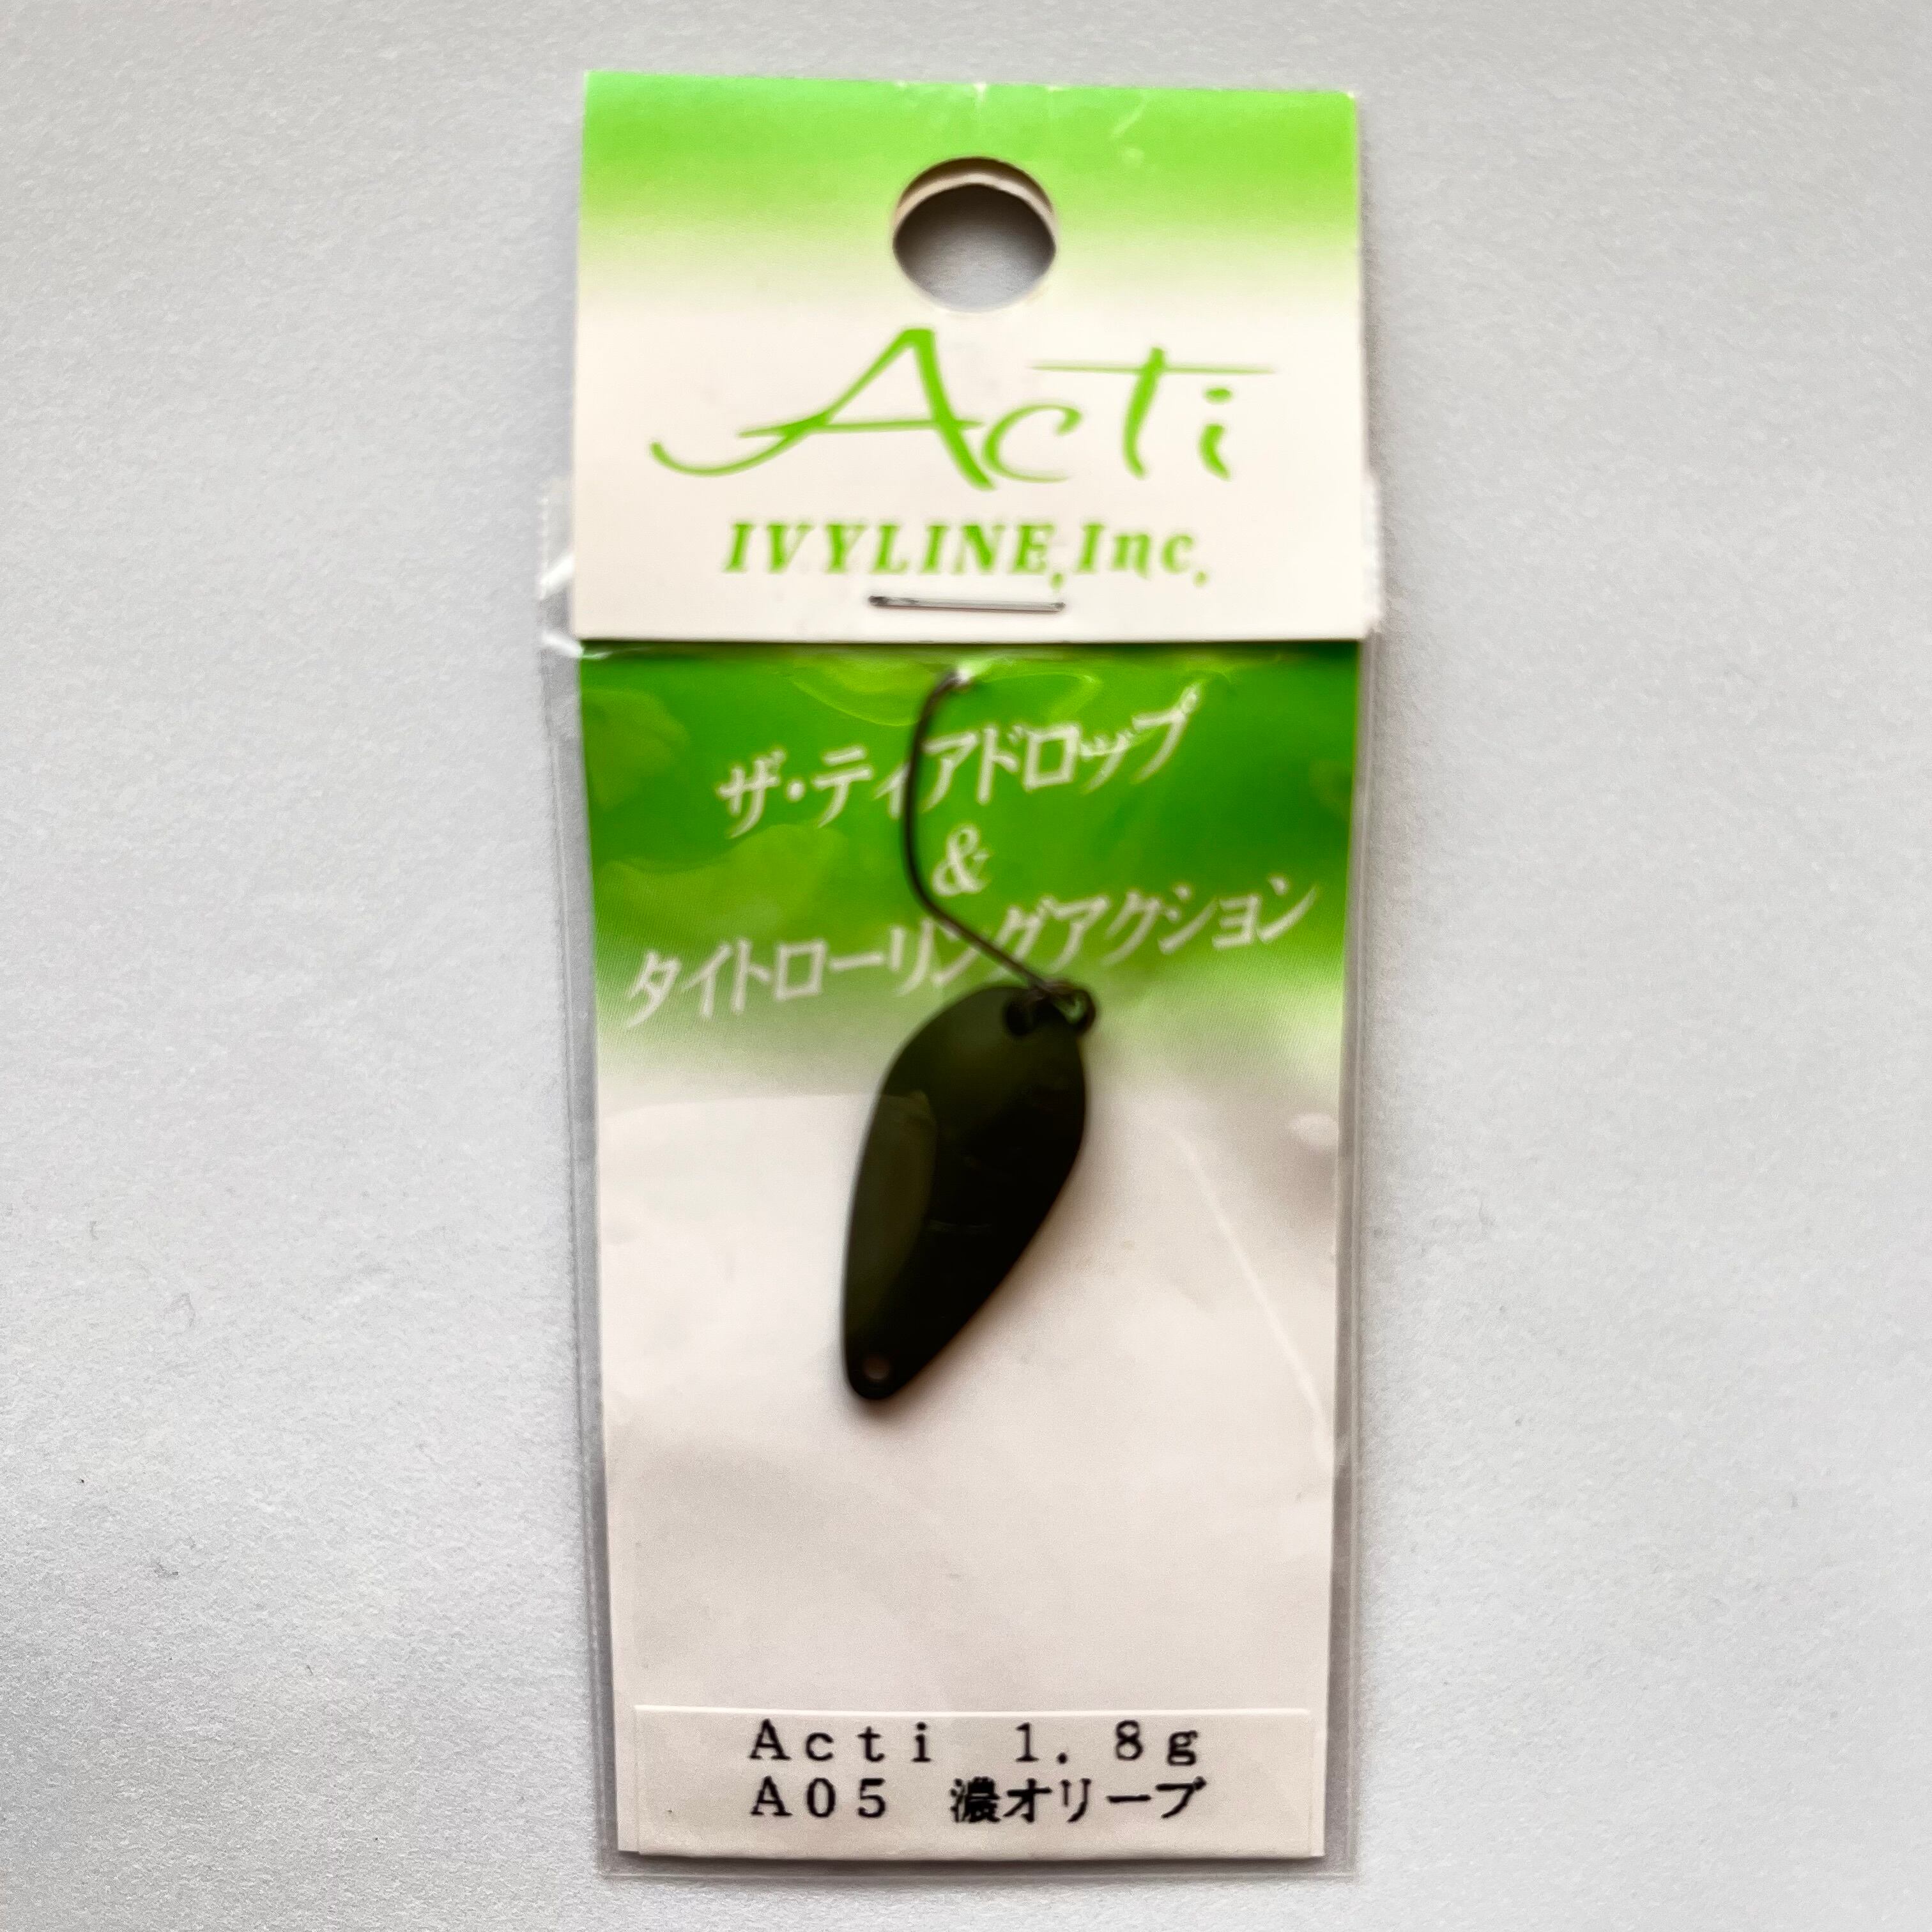 Acti
IVYLINE,Inc.
ザ・ティアドロップ
&
タイトローリングアクション
Acti 1.8g
A05 濃オリーブ